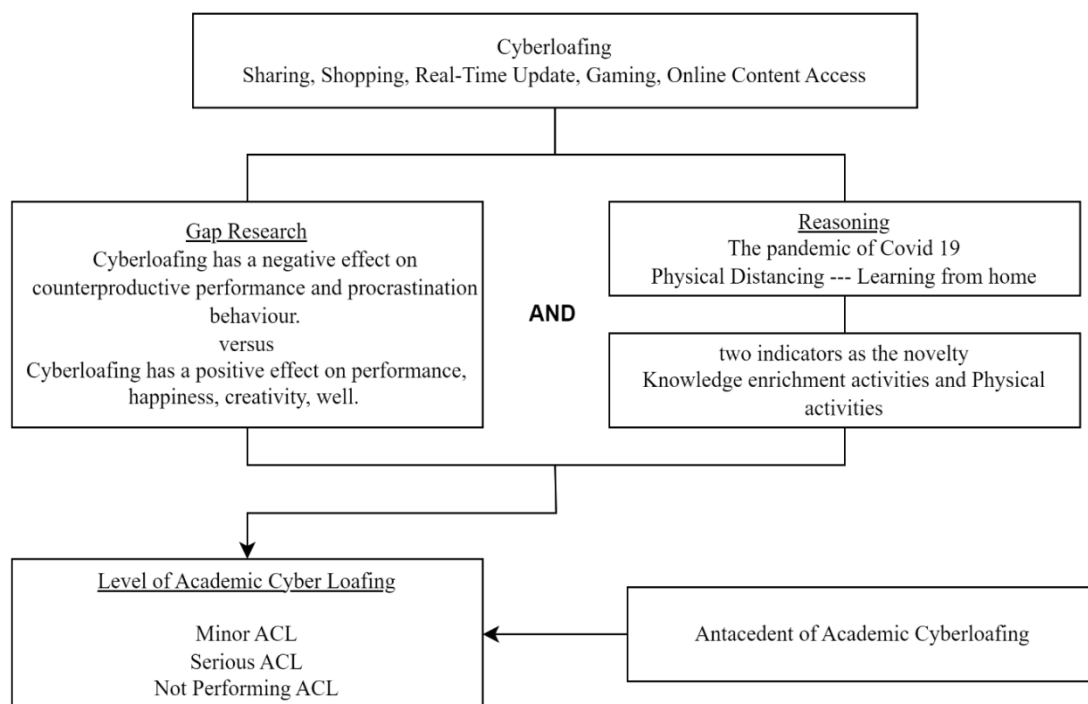 Cyberloafing
Sharing, Shopping, Real-Time Update, Gaming, Online Content Access
Gap Research
Cyberloafing has a negative effect on
counterproductive performance and procrastination
behaviour.
versus
Cyberloafing has a positive effect on performance,
happiness, creativity, well.
AND
Reasoning
The pandemic of Covid 19
Physical Distancing --- Learning from home
two indicators as the novelty
Knowledge enrichment activities and Physical
activities
Level of Academic Cyber Loafing
Minor ACL
Serious ACL
Not Performing ACL
Antacedent of Academic Cyberloafing